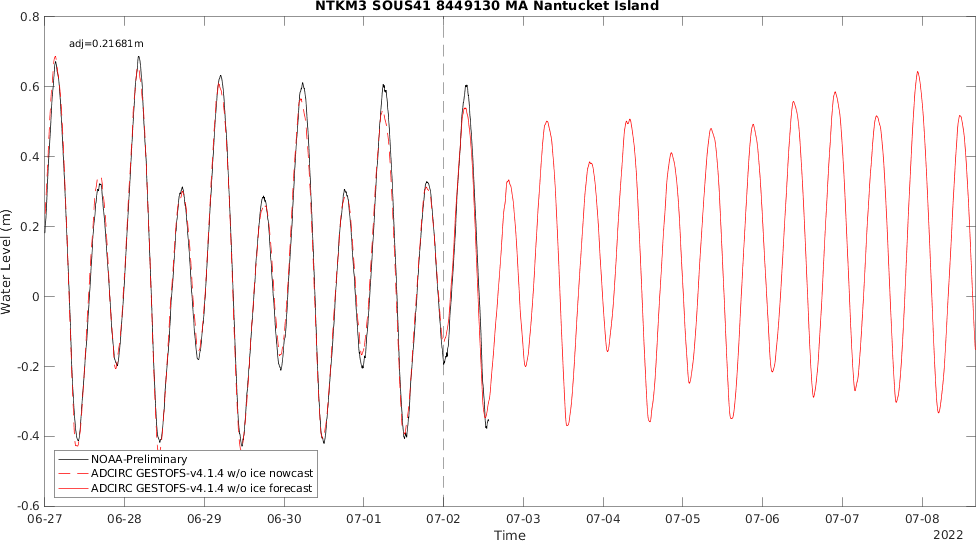 NTKM3 SOUS41 8449130 MA Nantucket Island
adj=0.21681m
0.8
0.6
0.4
0.2
0
-0.2
-0.4
-0.6
Water Level (m)
NOAA-Preliminary
ADCIRC GESTOFS-v4.1.4 w/o ice nowcast
ADCIRC GESTOFS-v4.1.4 w/o ice forecast
06-27 06-28 06-29 06-30 07-01 07-02 07-03 07-04 07-05 07-06 07-07 07-08
Time
2022